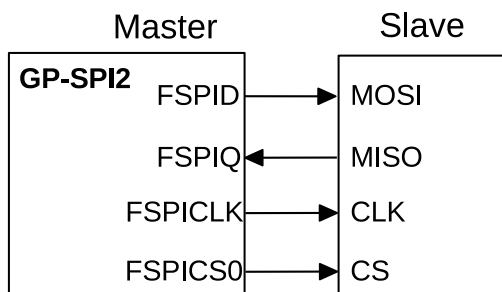 Master Slave
GP-SPI2
FSPID MOSI
FSPIQ MISO
FSPICLK CLK
FSPICS0 CS